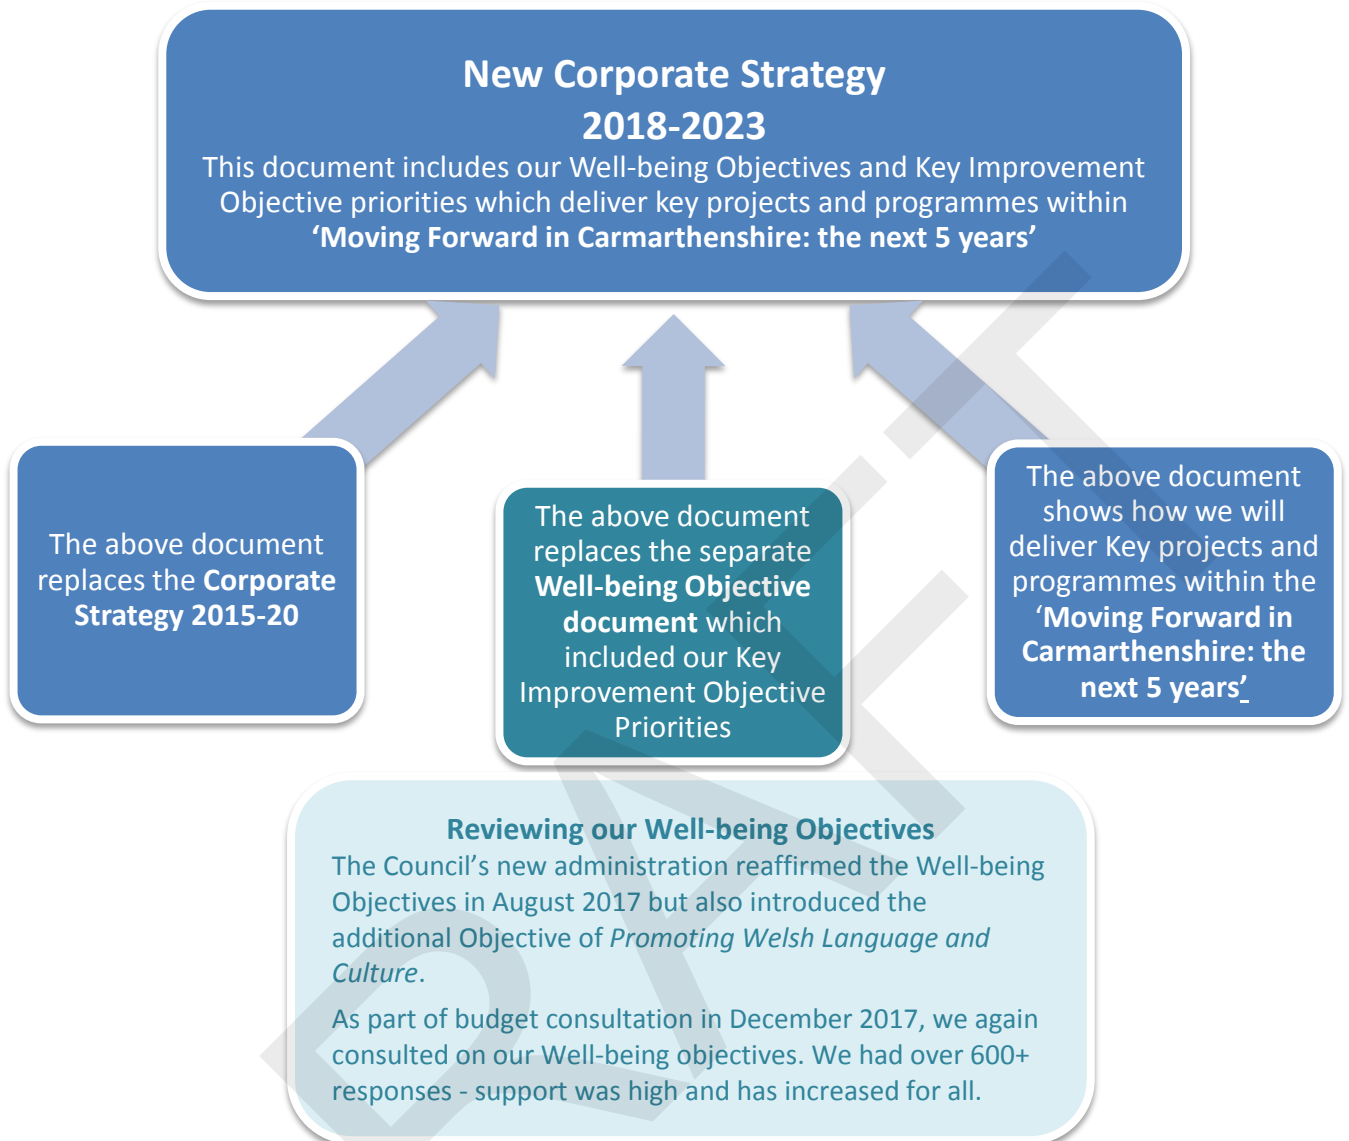 New Corporate Strategy
2018-2023
This document includes our Well-being Objectives and Key Improvement
Objective priorities which deliver key projects and programmes within
‘Moving Forward in Carmarthenshire: the next 5 years’
The above document
replaces the Corporate
Strategy 2015-20
The above document
replaces the separate
Well-being Objective
document which
included our Key
Improvement Objective
Priorities
The above document
shows how we will
deliver Key projects and
programmes within the
‘Moving Forward in
Carmarthenshire: the
next 5 years’
Reviewing our Well-being Objectives
The Council’s new administration reaffirmed the Well-being
Objectives in August 2017 but also introduced the
additional Objective of Promoting Welsh Language and
Culture.
As part of budget consultation in December 2017, we again
consulted on our Well-being objectives. We had over 600+
responses - support was high and has increased for all.
RAFT